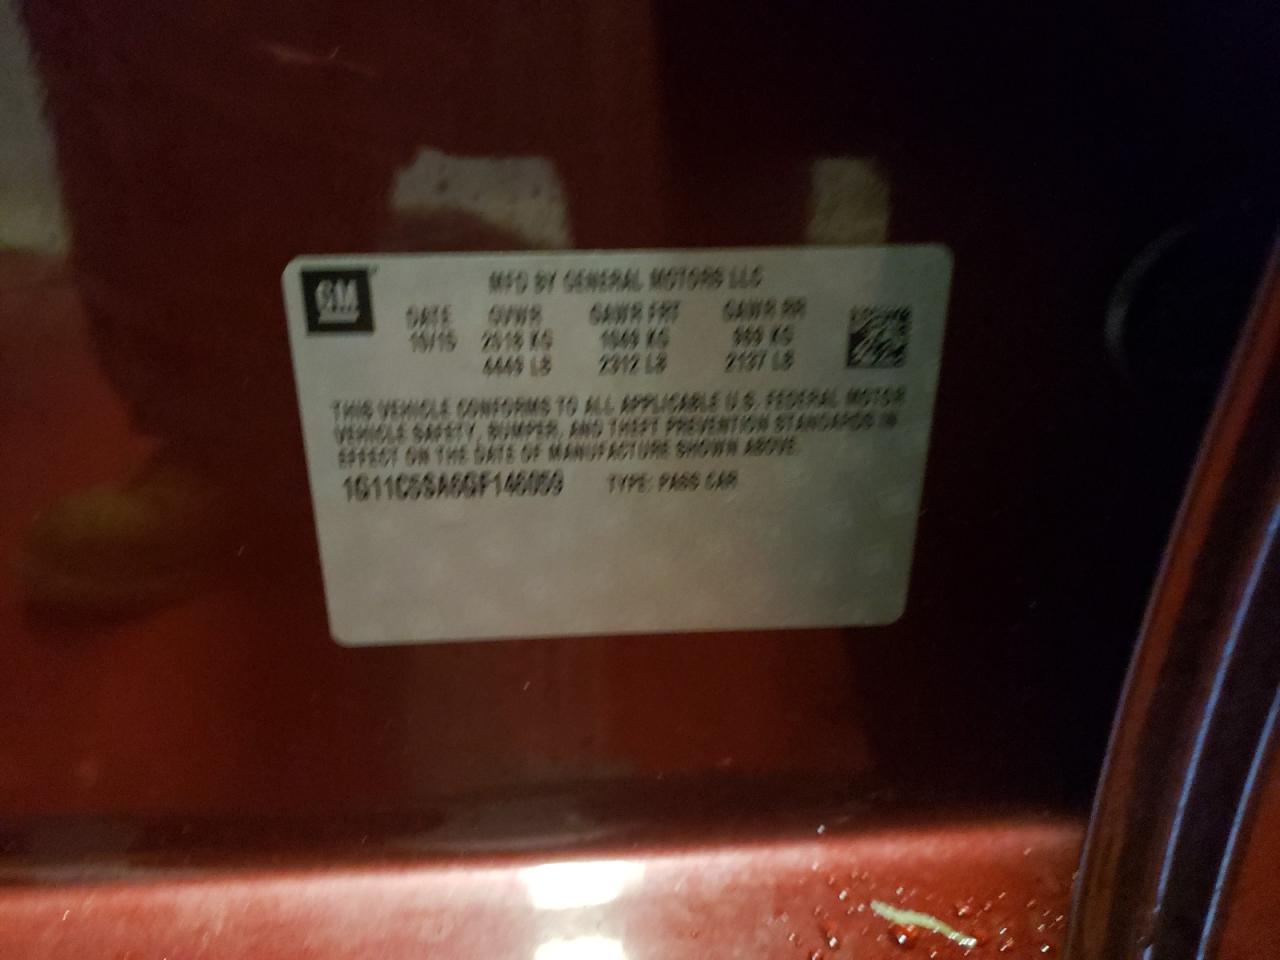 GM
MFD BY GENERAL MOTORS LLC
DATE GVWR GAWR FRT GAWR RR
10/15 2018 KG 1049 KG 969 KG
4449 LB 2312 LB 2137 LB
THIS VEHICLE CONFORMS TO ALL APPLICABLE U.S. FEDERAL MOTOR
VEHICLE SAFETY, BUMPER, AND THEFT PREVENTION STANDARDS IN
EFFECT ON THE DATE OF MANUFACTURE SHOWN ABOVE.
TYPE: PASS CAR